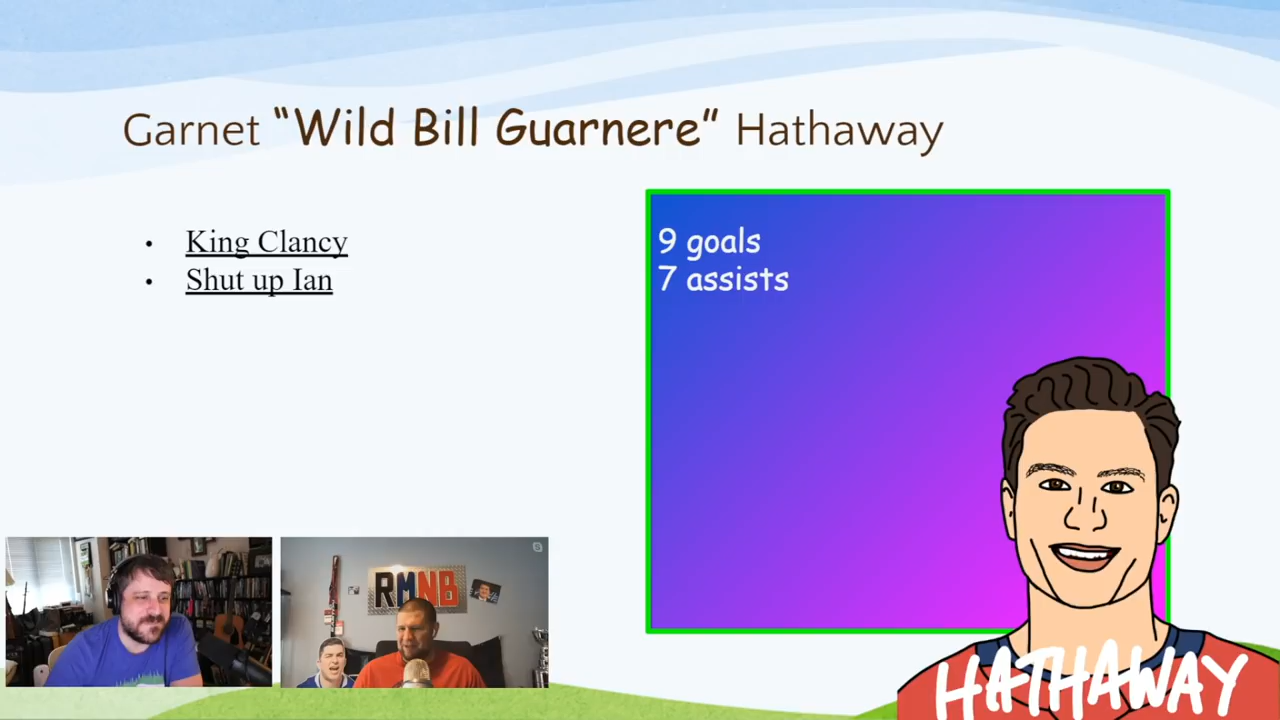 Garnet “Wild Bill Guarnere” Hathaway
• King Clancy
• Shut up Ian
9 goals
7 assists
RMNB
HATHAWAY